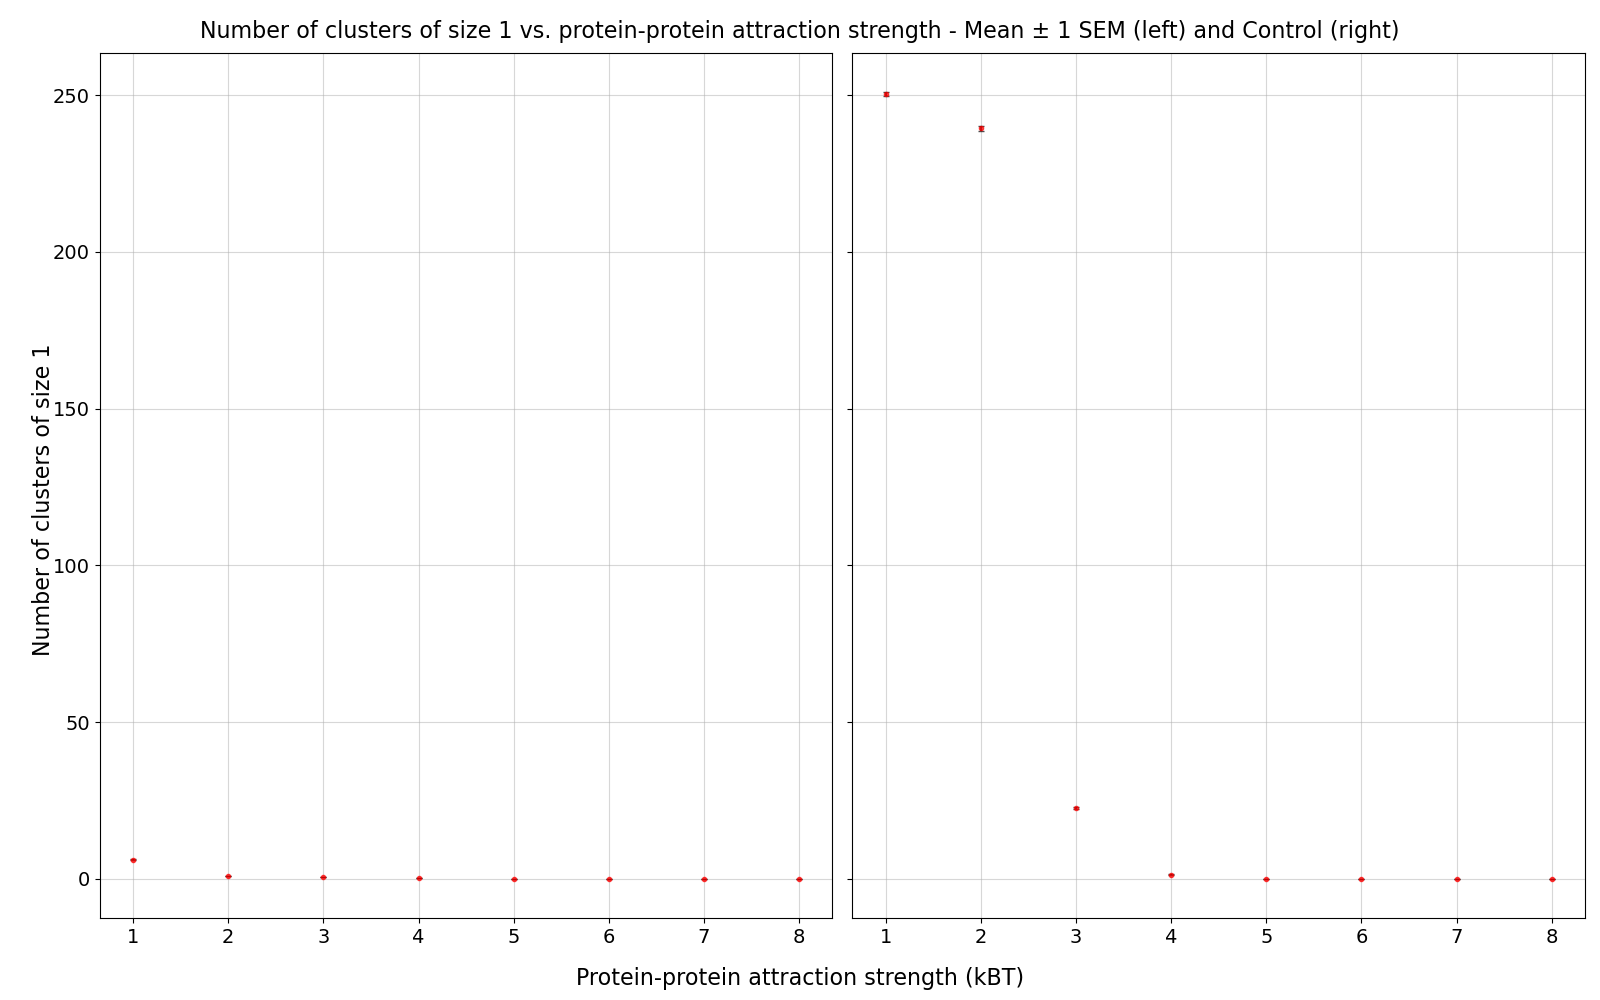 Number of clusters of size 1 vs. protein-protein attraction strength - Mean ± 1 SEM (left) and Control (right)
Number of clusters of size 1
250
200
150
100
50
0
1 2 3 4 5 6 7 8
1 2 3 4 5 6 7 8
Protein-protein attraction strength (kBT)